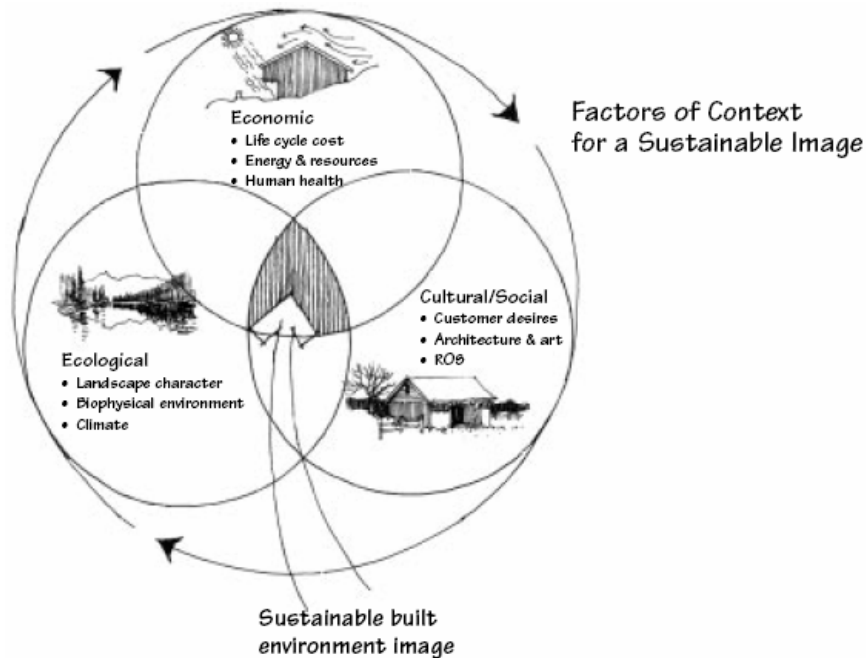 Factors of Context
for a Sustainable Image
Economic
• Life cycle cost
• Energy & resources
• Human health
Cultural/Social
• Customer desires
• Architecture & art
• ROS
Ecological
• Landscape character
• Biophysical environment
• Climate
Sustainable built
environment image